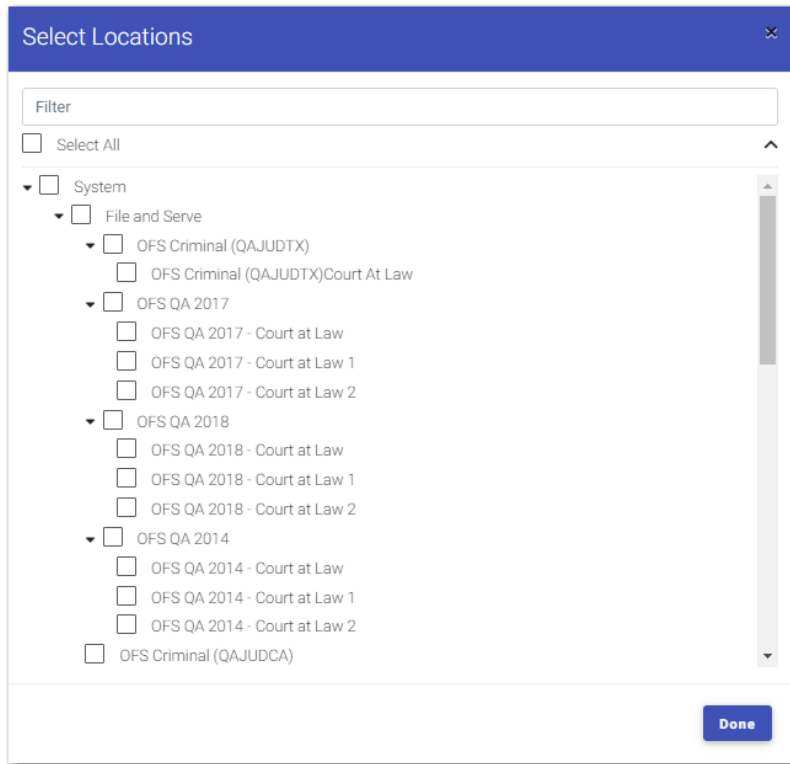 Select Locations
Filter
Select All
System
File and Serve
OFS Criminal (QAJUDTX)
OFS Criminal (QAJUDTX)Court At Law
OFS QA 2017
OFS QA 2017 - Court at Law
OFS QA 2017 - Court at Law 1
OFS QA 2017 - Court at Law 2
OFS QA 2018
OFS QA 2018 - Court at Law
OFS QA 2018 - Court at Law 1
OFS QA 2018 - Court at Law 2
OFS QA 2014
OFS QA 2014 - Court at Law
OFS QA 2014 - Court at Law 1
OFS QA 2014 - Court at Law 2
OFS Criminal (QAJUDCA)
Done